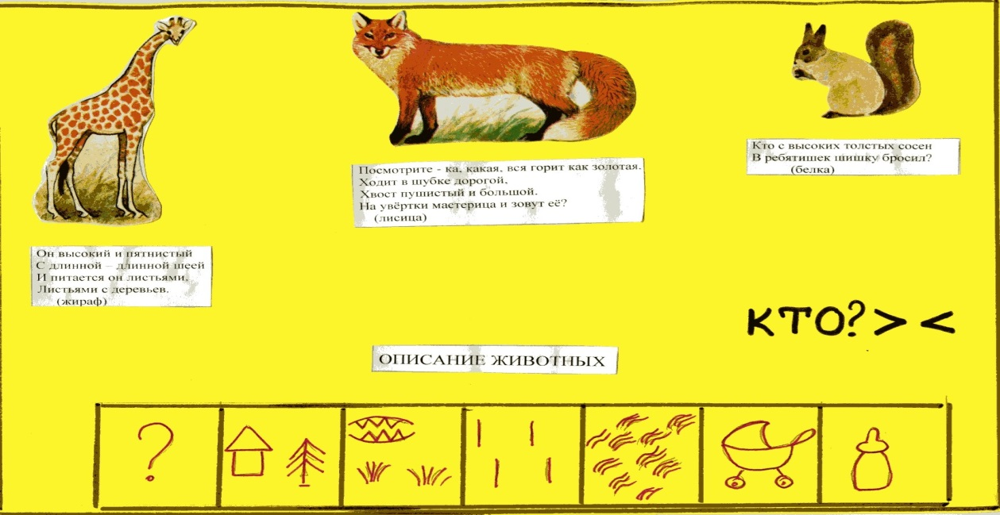 Он высокий и пятнистый
С длинной – длинной шеей
И питается он листьями,
Листьями с деревьев.
(жираф)
Посмотрите - ка, какая, вся горит как золотая.
Ходит в шубке дорогой,
Хвост пушистый и большой.
На увёртки мастерица и зовут её?
(лисица)
Кто с высоких толстых сосен
В ребятишек шишку бросил?
(белка)
КТО?> <
ОПИСАНИЕ ЖИВОТНЫХ
?